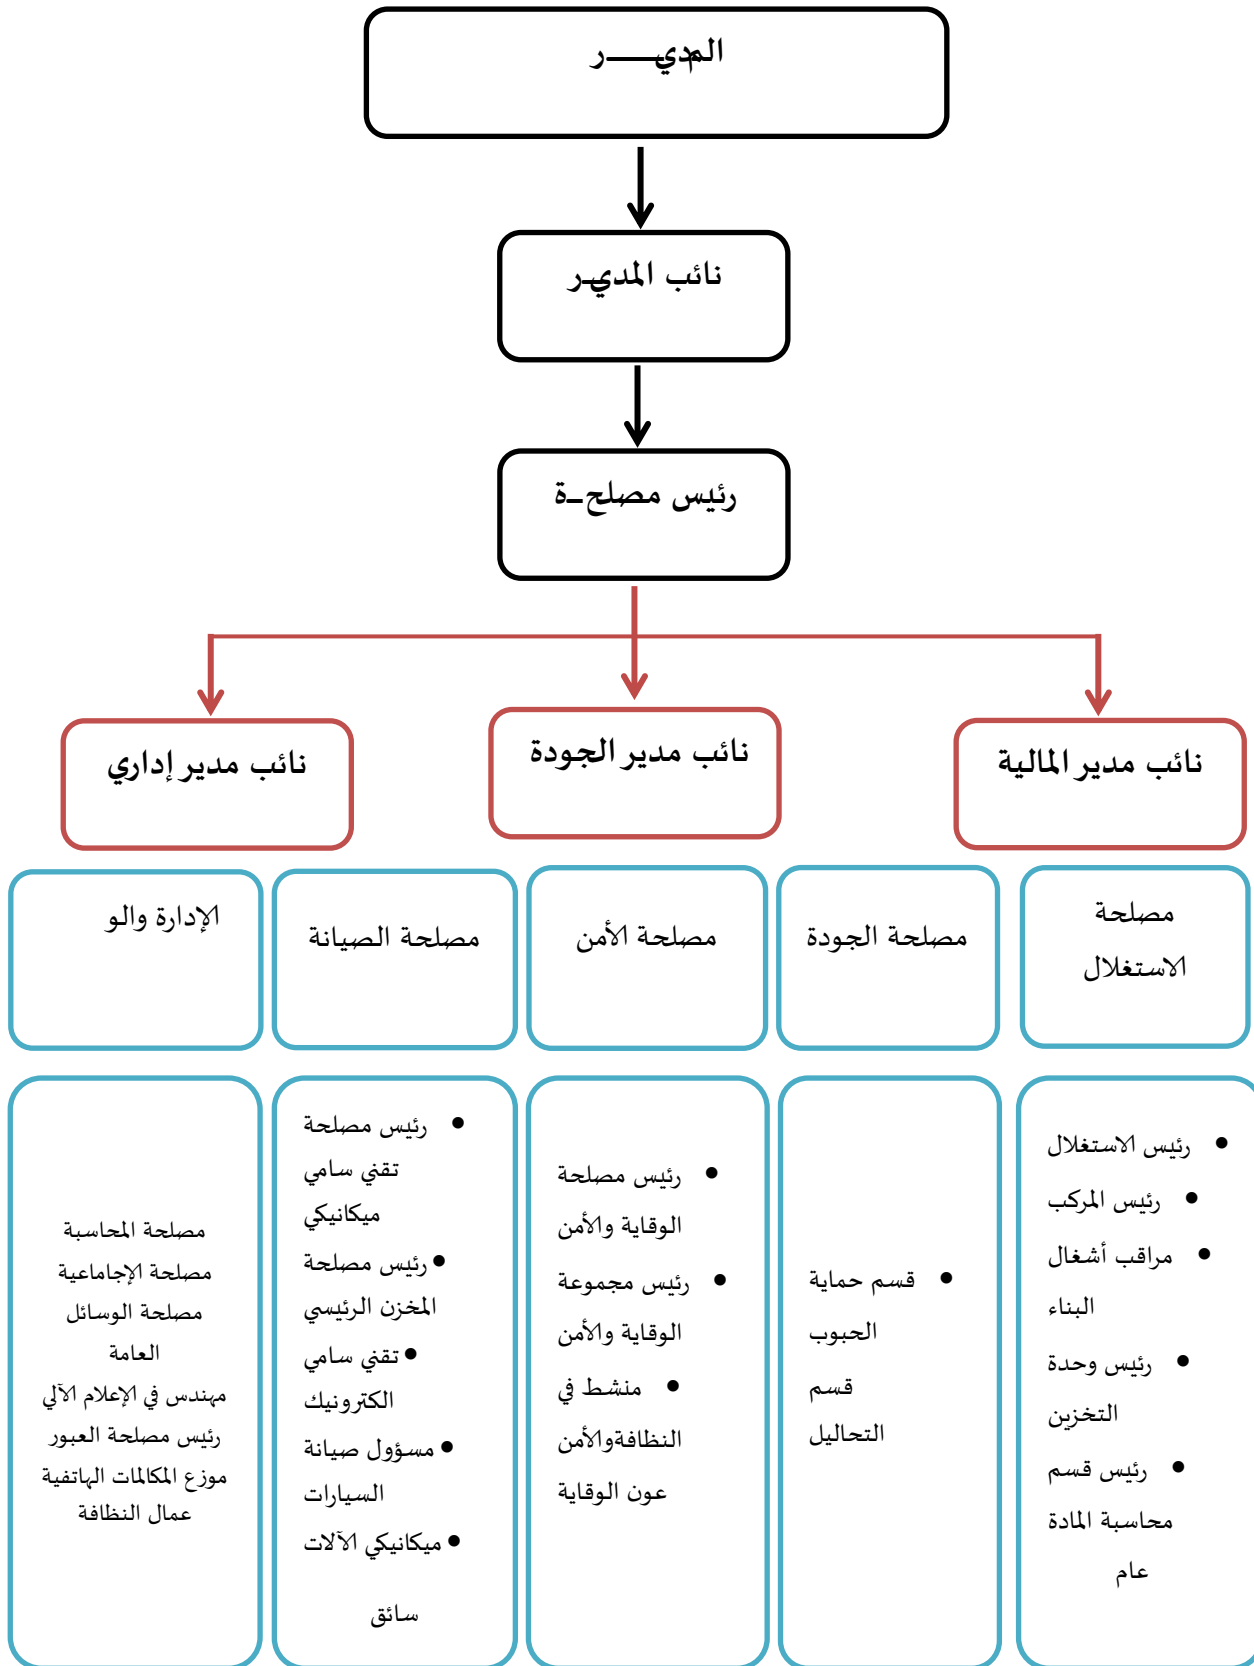 المديـــر
نائب المديـر
رئيس مصلحـة
نائب مدير المالية
نائب مدير الجودة
نائب مدير إداري
مصلحة
الاستغلال
مصلحة الجودة
مصلحة الأمن
مصلحة الصيانة
الإدارة والو
• رئيس الاستغلال
• رئيس المركب
• مراقب أشغال
البناء
• رئيس وحدة
التخزين
• رئيس قسم
محاسبة المادة
عام
• قسم حماية
الحبوب
قسم
التحاليل
• رئيس مصلحة
الوقاية والأمن
• رئيس مجموعة
الوقاية والأمن
• منشط في
النظافةوالأمن
عون الوقاية
• رئيس مصلحة
تقني سامي
ميكانيكي
• رئيس مصلحة
المخزن الرئيسي
• تقني سامي
الكترونيك
• مسؤول صيانة
السيارات
• ميكانيكي الآلات
سائق
مصلحة المحاسبة
مصلحة الإجاماعية
مصلحة الوسائل
العامة
مهندس في الإعلام الآلي
رئيس مصلحة العبور
موزع المكالمات الهاتفية
عمال النظافة